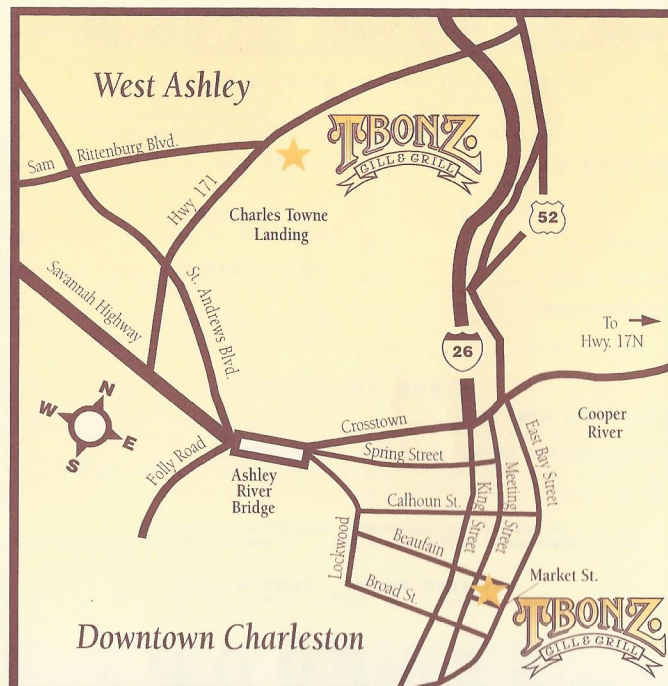 West Ashley
TBONZ
GILL & GRILL
Sam Rittenburg Blvd.
Hwy 171
52
Charles Towne
Landing
Savannah Highway
St. Andrews Blvd.
To
Hwy. 17N
26
N
W
E
S
Crosstown
Cooper
River
Folly Road
Spring Street
East Bay Street
Ashley
River
Bridge
Calhoun St.
King Street
Meeting Street
Lockwood
Beaufain
Market St.
Broad St.
TBONZ
GILL & GRILL
Downtown Charleston